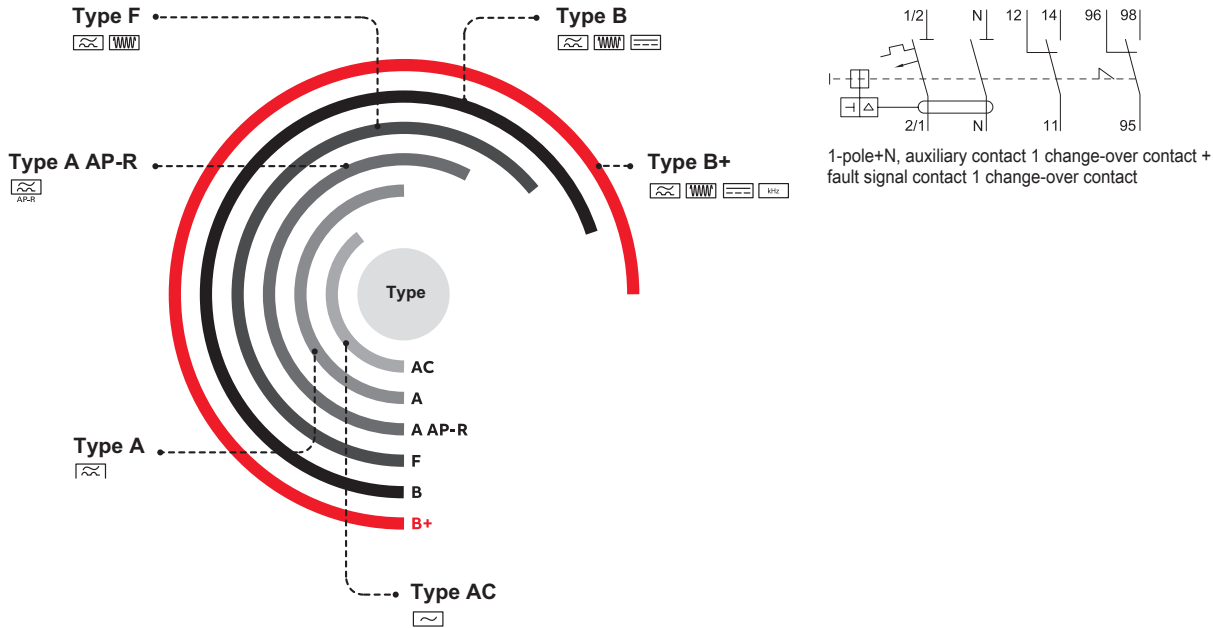 Type F
Type B
Type A AP-R
AP-R
Type B+
kHz
Type
AC
A
A AP-R
F
B
B+
Type A
Type AC
1/2 N 12 14 96 98
2/1 N 11 95
1-pole+N, auxiliary contact 1 change-over contact +
fault signal contact 1 change-over contact